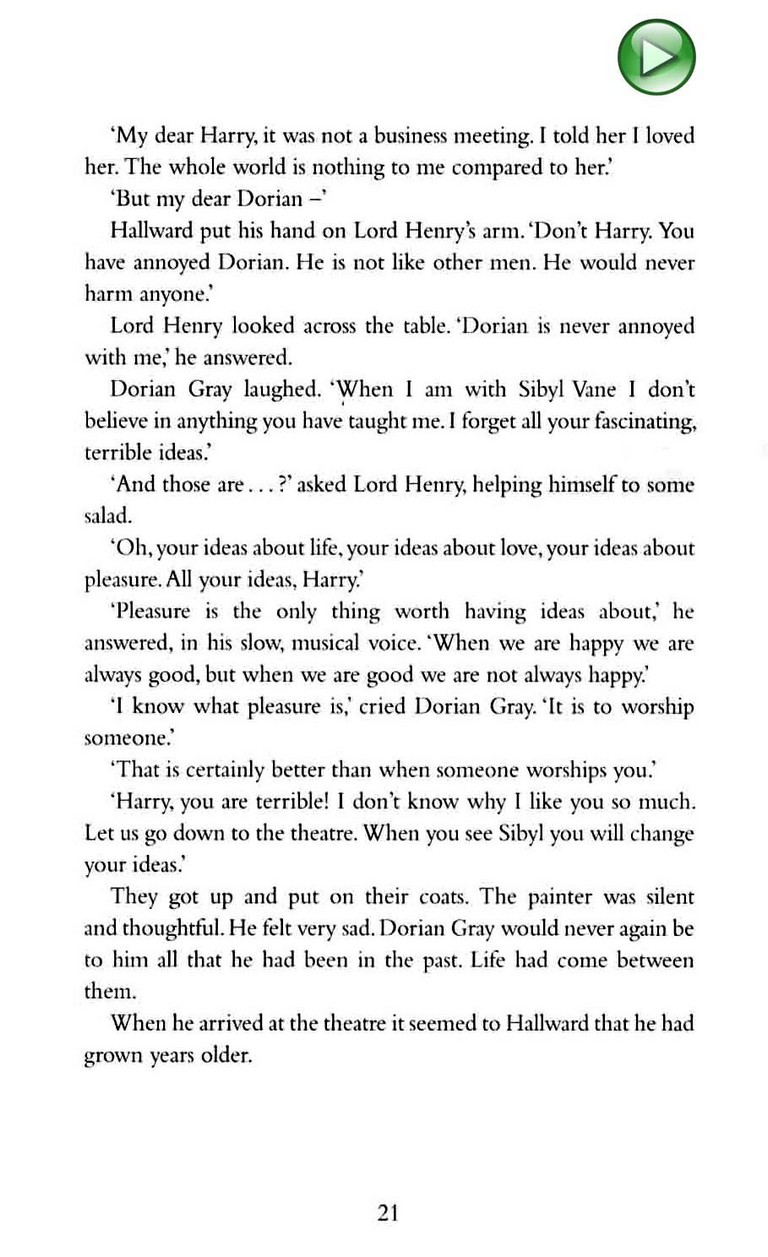 ‘My dear Harry, it was not a business meeting. I told her I loved
her. The whole world is nothing to me compared to her.’
‘But my dear Dorian –’
Hallward put his hand on Lord Henry’s arm. ‘Don’t Harry. You
have annoyed Dorian. He is not like other men. He would never
harm anyone.’
Lord Henry looked across the table. ‘Dorian is never annoyed
with me,’ he answered.
Dorian Gray laughed. ‘When I am with Sibyl Vane I don’t
believe in anything you have taught me. I forget all your fascinating,
terrible ideas.’
‘And those are . . . ?’ asked Lord Henry, helping himself to some
salad.
‘Oh, your ideas about life, your ideas about love, your ideas about
pleasure. All your ideas, Harry.’
‘Pleasure is the only thing worth having ideas about,’ he
answered, in his slow, musical voice. ‘When we are happy we are
always good, but when we are good we are not always happy.’
‘I know what pleasure is,’ cried Dorian Gray. ‘It is to worship
someone.’
‘That is certainly better than when someone worships you.’
‘Harry, you are terrible! I don’t know why I like you so much.
Let us go down to the theatre. When you see Sibyl you will change
your ideas.’
They got up and put on their coats. The painter was silent
and thoughtful. He felt very sad. Dorian Gray would never again be
to him all that he had been in the past. Life had come between
them.
When he arrived at the theatre it seemed to Hallward that he had
grown years older.
21